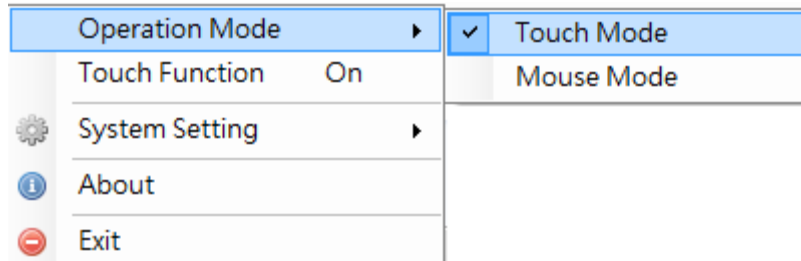 Operation Mode
Touch Mode
Touch Function On
Mouse Mode
System Setting
About
Exit